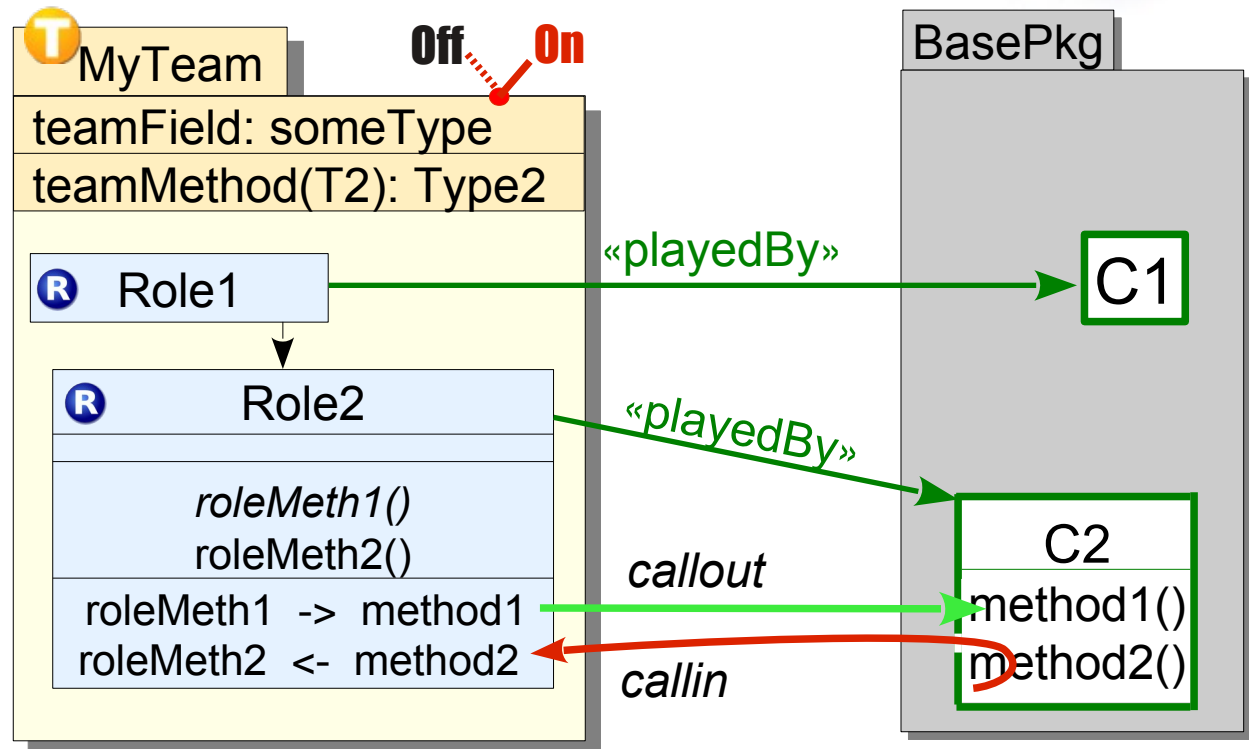 T
MyTeam
Off On
teamField: someType
teamMethod(T2): Type2
R Role1
R Role2
roleMeth1()
roleMeth2()
roleMeth1 -> method1
roleMeth2 <- method2
«playedBy»
«playedBy»
callout
callin
BasePkg
C1
C2
method1()
method2()